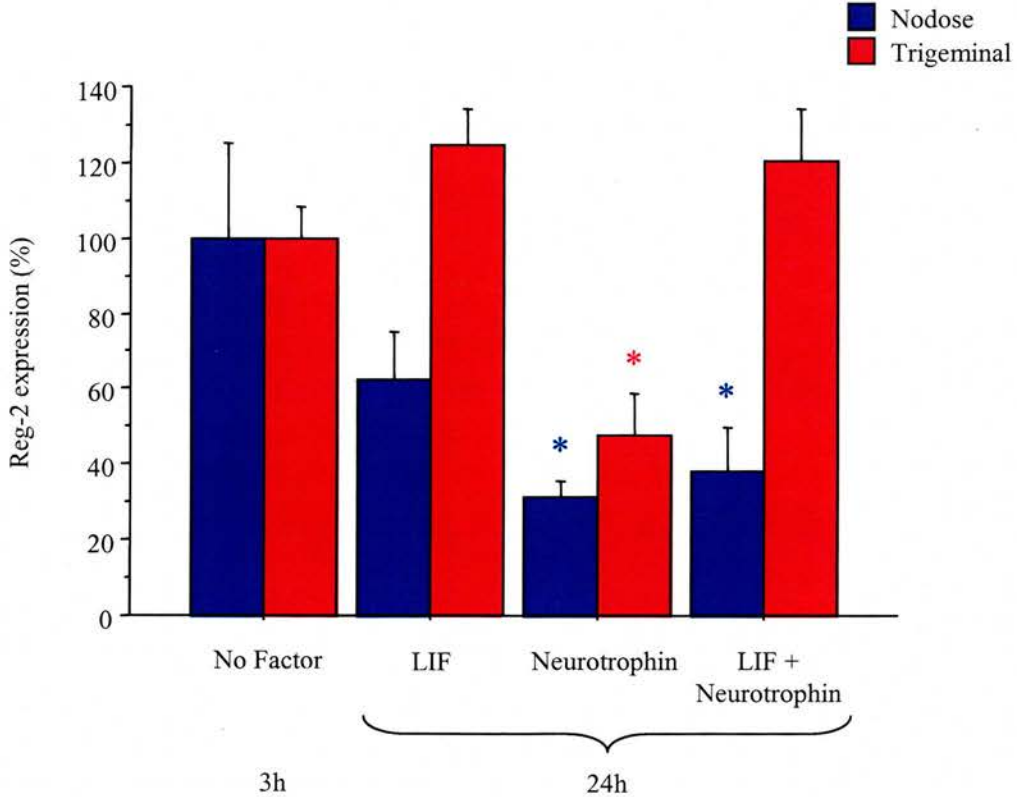 Nodose
Trigeminal
140
120
100
80
60
40
20
0
Reg-2 expression (%)
*
*
*
No Factor
LIF
Neurotrophin
LIF +
Neurotrophin
3h
24h